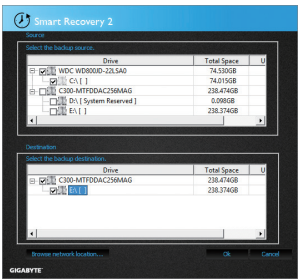 Smart Recovery 2
Source
Select the backup source.
Drive Total Space U
WDC WD800JD-22LSA0 74.530GB
C:\ [ ] 74.015GB
C300-MTFDDAC256MAG 238.474GB
D:\ [ System Reserved ] 0.098GB
E:\ [ ] 238.374GB
Destination
Select the backup destination.
Drive Total Space U
C300-MTFDDAC256MAG 238.474GB
E:\ [ ] 238.374GB
Browse network location... Ok Cancel
GIGABYTE